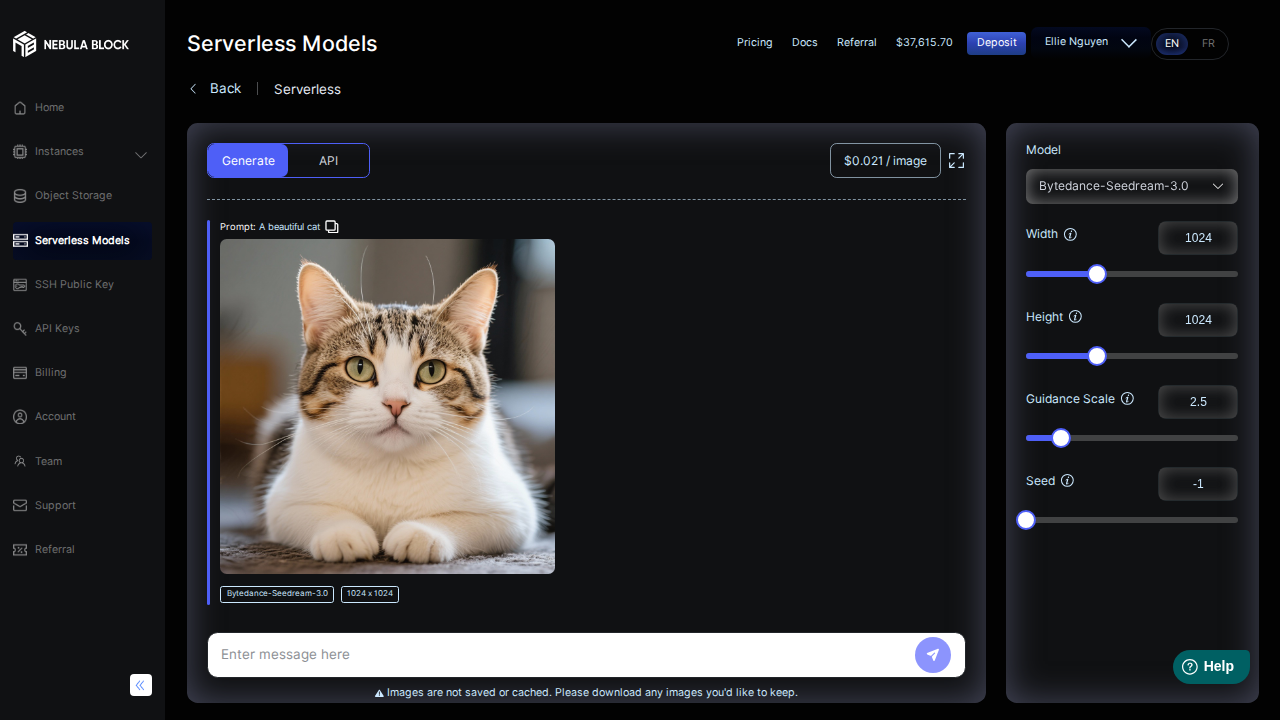 NEBULA BLOCK
Serverless Models
Pricing
Docs
Referral
$37,615.70
Deposit
Ellie Nguyen
EN
FR
Back
Serverless
Home
Instances
Object Storage
Serverless Models
SSH Public Key
API Keys
Billing
Account
Team
Support
Referral
Generate
API
$0.021 / image
Prompt: A beautiful cat
Bytedance-Seedream-3.0
1024 x 1024
Enter message here
Images are not saved or cached. Please download any images you'd like to keep.
Model
Bytedance-Seedream-3.0
Width
1024
Height
1024
Guidance Scale
2.5
Seed
-1
Help